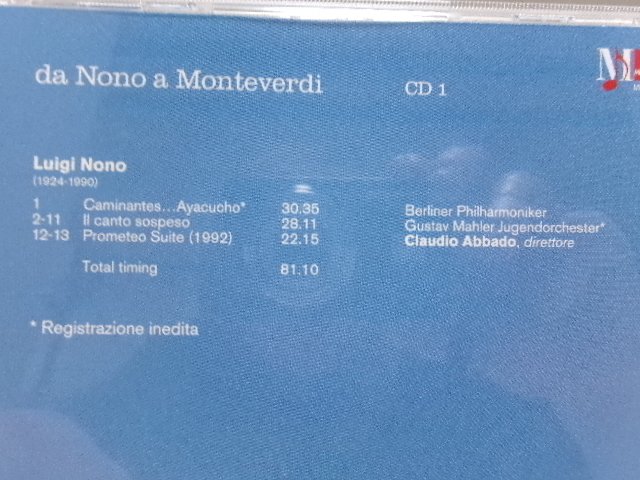 da Nono a Monteverdi
CD 1
Luigi Nono
(1924-1990)
1 Caminantes...Ayacucho* 30.35
2-11 Il canto sospeso 28.11
12-13 Prometeo Suite (1992) 22.15
Total timing 81.10
Berliner Philharmoniker
Gustav Mahler Jugendorchester*
Claudio Abbado, direttore
* Registrazione inedita